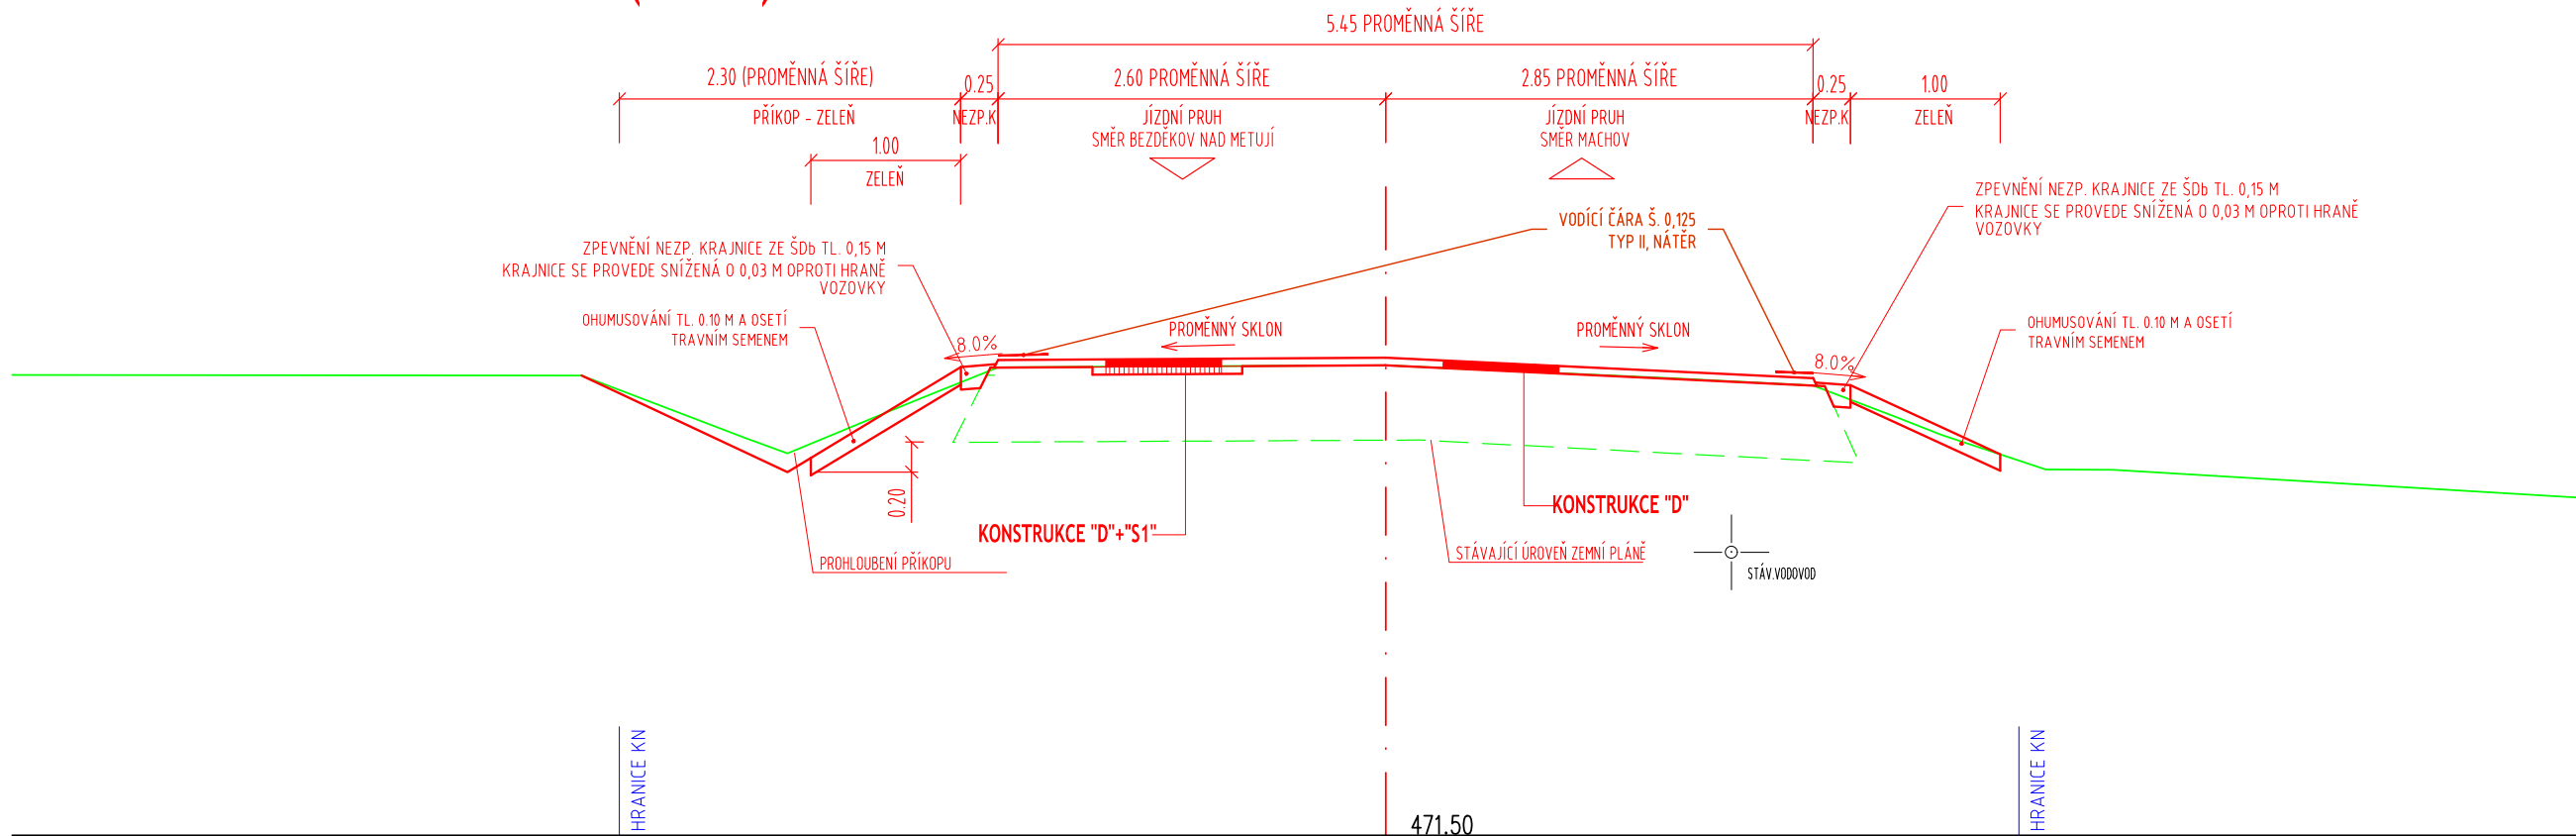 5.45 PROMĚNNÁ ŠÍŘE
2.30 (PROMĚNNÁ ŠÍŘE)
0.25
2.60 PROMĚNNÁ ŠÍŘE
2.85 PROMĚNNÁ ŠÍŘE
0.25
1.00
PŘÍKOP - ZELEŇ
NEZP.K
JÍZDNÍ PRUH
SMĚR BEZDĚKOV NAD METUJÍ
JÍZDNÍ PRUH
SMĚR MACHOV
NEZP.K
ZELEŇ
1.00
ZELEŇ
ZPEVNĚNÍ NEZP. KRAJNICE ZE ŠDb TL. 0,15 M
KRAJNICE SE PROVEDE SNÍŽENÁ O 0,03 M OPROTI HRANĚ
VOZOVKY
VODÍCÍ ČÁRA Š. 0,125
TYP II, NÁTĚR
ZPEVNĚNÍ NEZP. KRAJNICE ZE ŠDb TL. 0,15 M
KRAJNICE SE PROVEDE SNÍŽENÁ O 0,03 M OPROTI HRANĚ
VOZOVKY
OHUMUSOVÁNÍ TL. 0.10 M A OSETÍ
TRAVNÍM SEMENEM
8.0%
PROMĚNNÝ SKLON
PROMĚNNÝ SKLON
8.0%
OHUMUSOVÁNÍ TL. 0.10 M A OSETÍ
TRAVNÍM SEMENEM
0.20
KONSTRUKCE "D"+"S1"
KONSTRUKCE "D"
PROHLOUBENÍ PŘÍKOPU
STÁVAJÍCÍ ÚROVEŇ ZEMNÍ PLÁNĚ
STÁV.VODOVOD
HRANICE KN
HRANICE KN
471.50